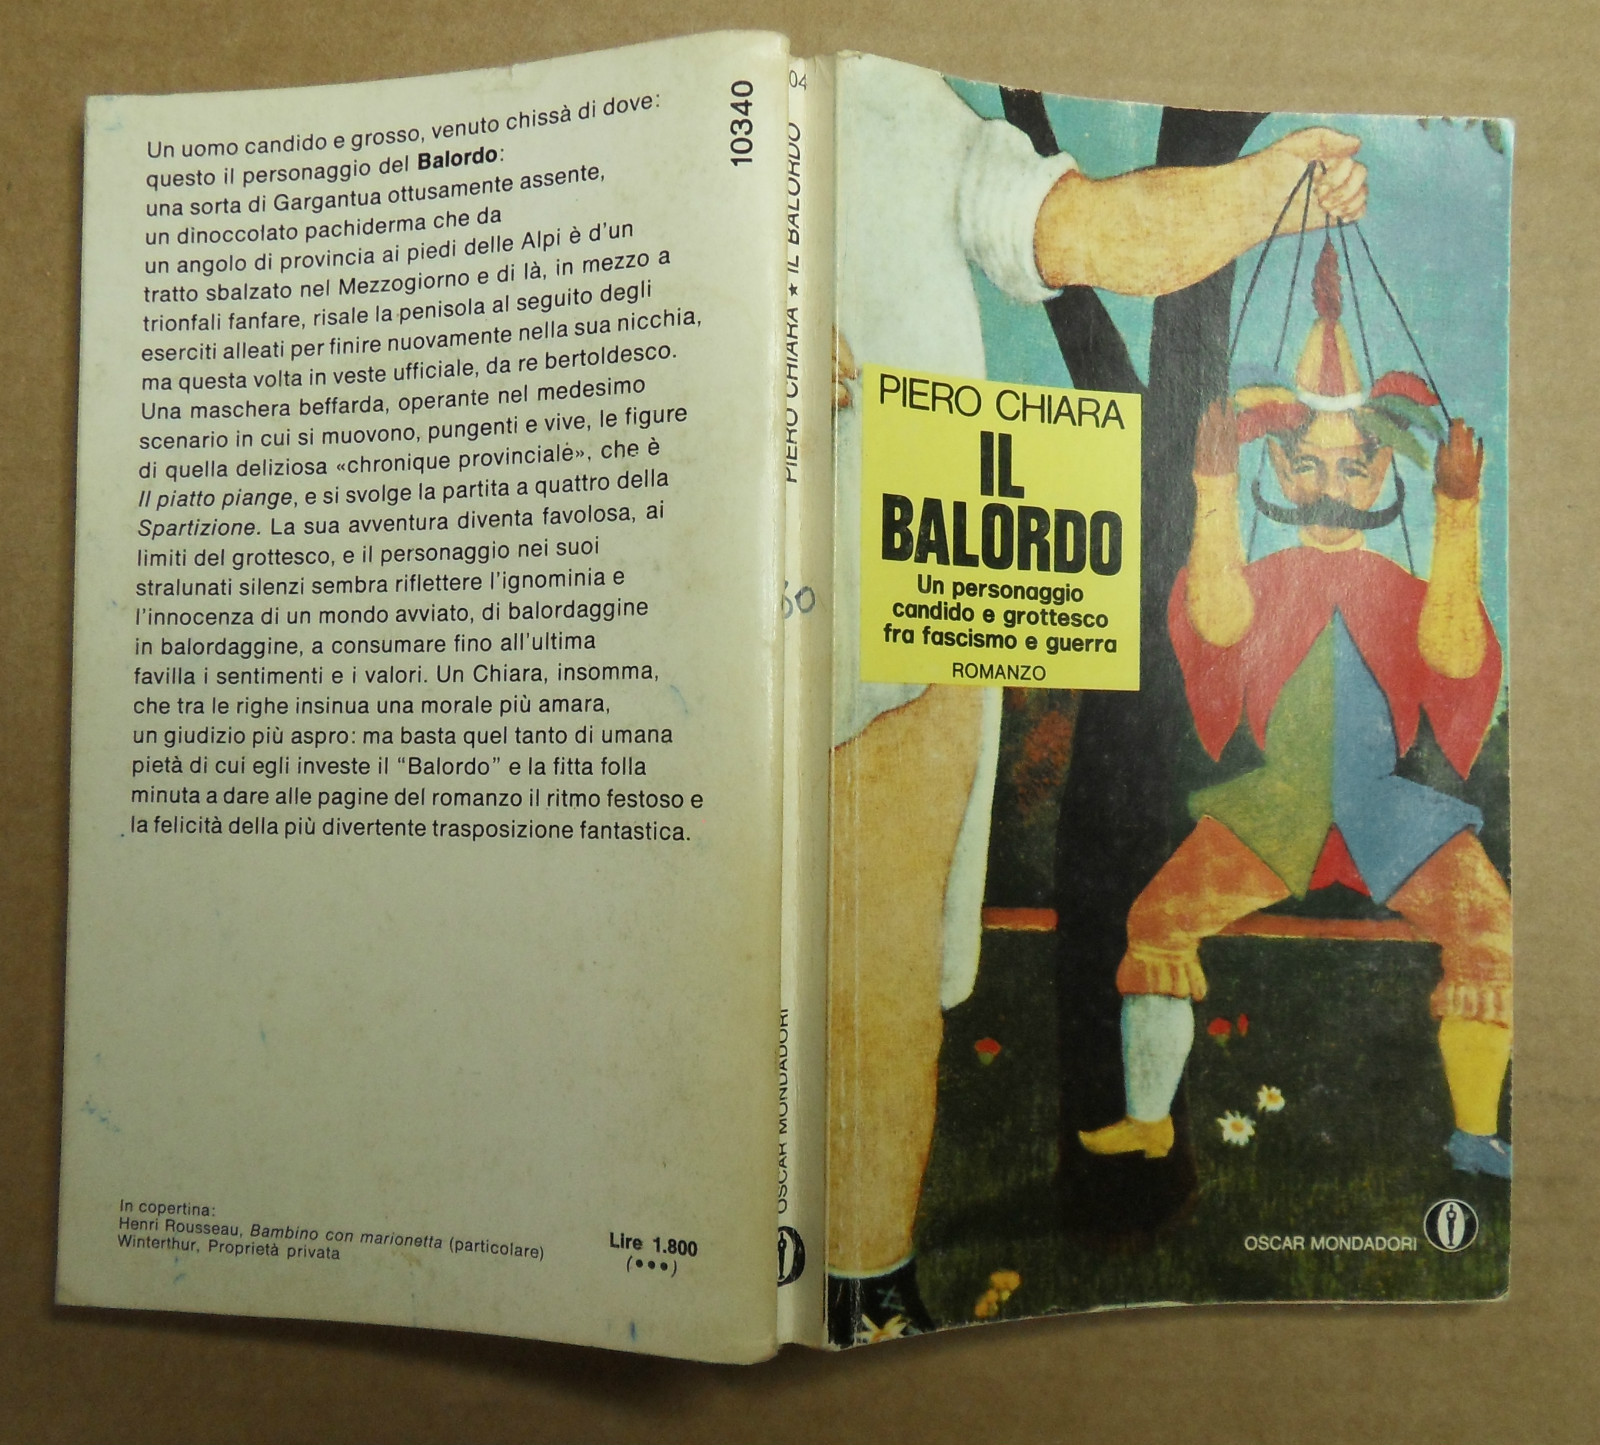 Un uomo candido e grosso, venuto chissà di dove:
questo il personaggio del Balordo:
una sorta di Gargantua ottusamente assente,
un dinoccolato pachiderma che da
un angolo di provincia ai piedi delle Alpi è d'un
tratto sbalzato nel Mezzogiorno e di là, in mezzo a
trionfali fanfare, risale la penisola al seguito degli
eserciti alleati per finire nuovamente nella sua nicchia,
ma questa volta in veste ufficiale, da re bertoldesco.
Una maschera beffarda, operante nel medesimo
scenario in cui si muovono, pungenti e vive, le figure
di quella deliziosa «chronique provinciale», che è
Il piatto piange, e si svolge la partita a quattro della
Spartizione. La sua avventura diventa favolosa, ai
limiti del grottesco, e il personaggio nei suoi
stralunati silenzi sembra riflettere l'ignominia e
l'innocenza di un mondo avviato, di balordaggine
in balordaggine, a consumare fino all'ultima
favilla i sentimenti e i valori. Un Chiara, insomma,
che tra le righe insinua una morale più amara,
un giudizio più aspro: ma basta quel tanto di umana
pietà di cui egli investe il “Balordo” e la fitta folla
minuta a dare alle pagine del romanzo il ritmo festoso e
la felicità della più divertente trasposizione fantastica.
In copertina:
Henri Rousseau, Bambino con marionetta (particolare)
Winterthur, Proprietà privata
Lire 1.800
(•••)
10340
04
PIERO CHIARA ★ IL BALORDO
OSCAR MONDADORI
PIERO CHIARA
IL
BALORDO
Un personaggio
candido e grottesco
fra fascismo e guerra
ROMANZO
OSCAR MONDADORI